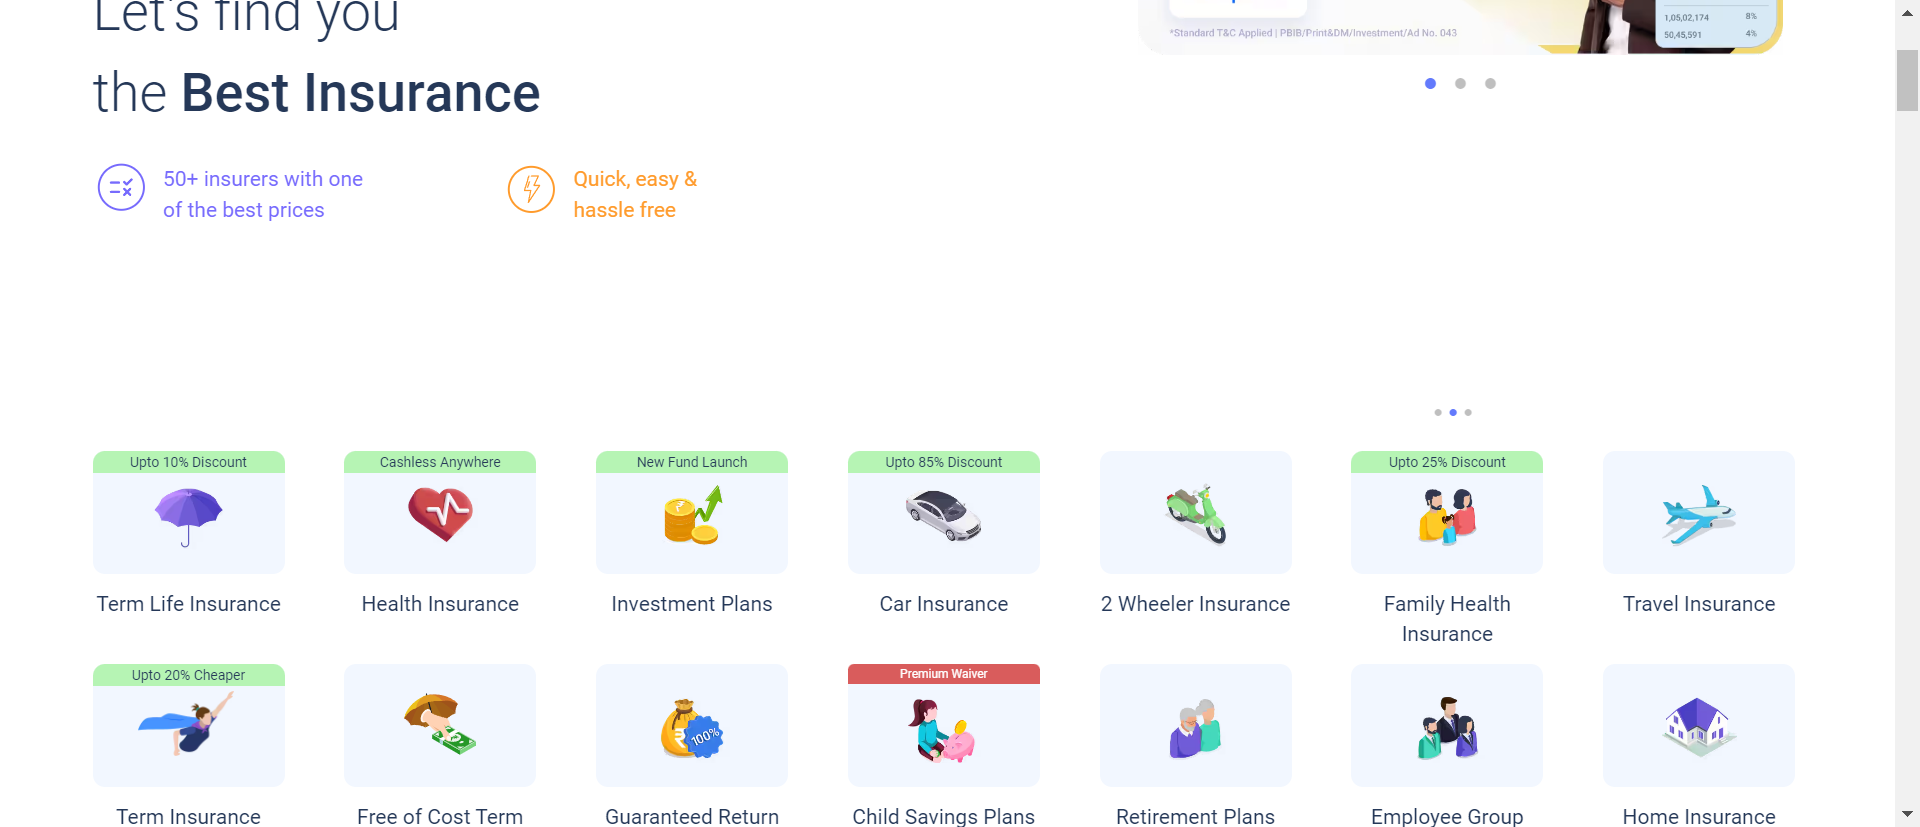 Let's find you
the Best Insurance
50+ insurers with one
of the best prices
Quick, easy &
hassle free
1,05,02,174 8%
50,45,591 4%
*Standard T&C Applied | PBIB/Print&DM/Investment/Ad No. 043
Upto 10% Discount
Cashless Anywhere
New Fund Launch
Upto 85% Discount
Upto 25% Discount
Term Life Insurance
Health Insurance
Investment Plans
Car Insurance
2 Wheeler Insurance
Family Health
Insurance
Travel Insurance
Upto 20% Cheaper
Premium Waiver
100%
Term Insurance
Free of Cost Term
Guaranteed Return
Child Savings Plans
Retirement Plans
Employee Group
Home Insurance